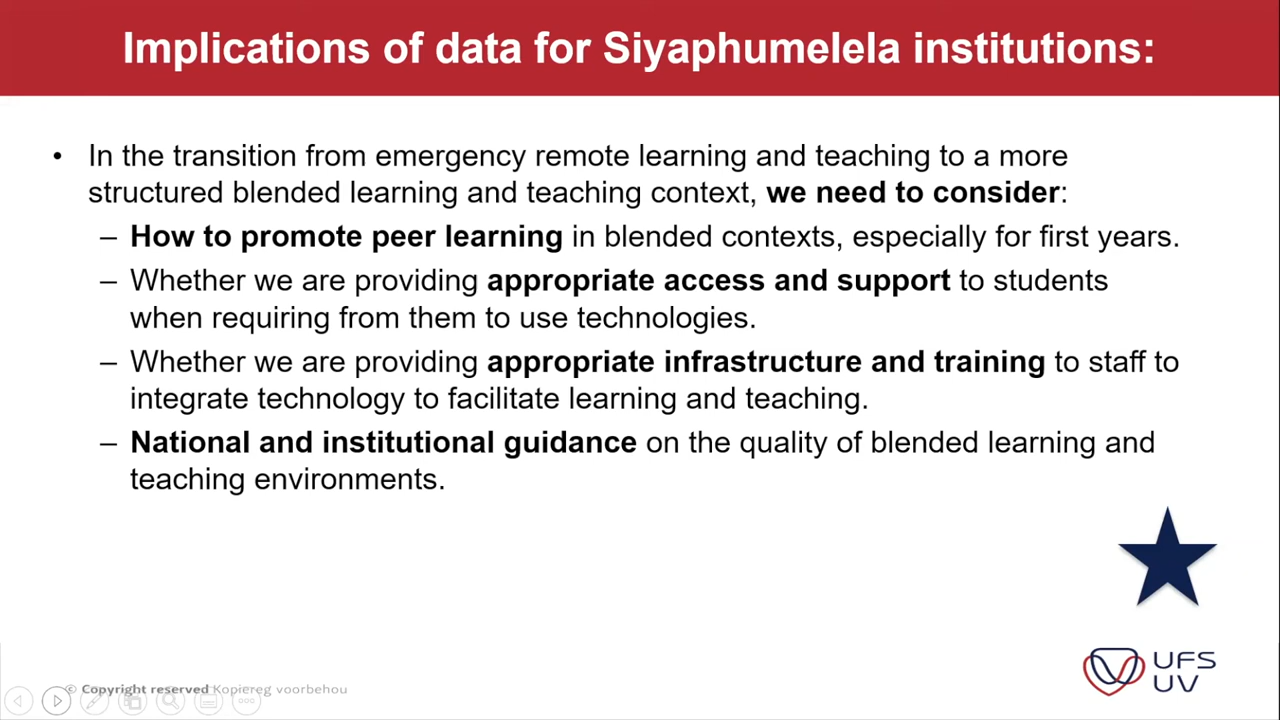 Implications of data for Siyaphumelela institutions:
• In the transition from emergency remote learning and teaching to a more
structured blended learning and teaching context, we need to consider:
– How to promote peer learning in blended contexts, especially for first years.
– Whether we are providing appropriate access and support to students
when requiring from them to use technologies.
– Whether we are providing appropriate infrastructure and training to staff to
integrate technology to facilitate learning and teaching.
– National and institutional guidance on the quality of blended learning and
teaching environments.
UFS
UV
© Copyright reserved Kopiereg voorbehou